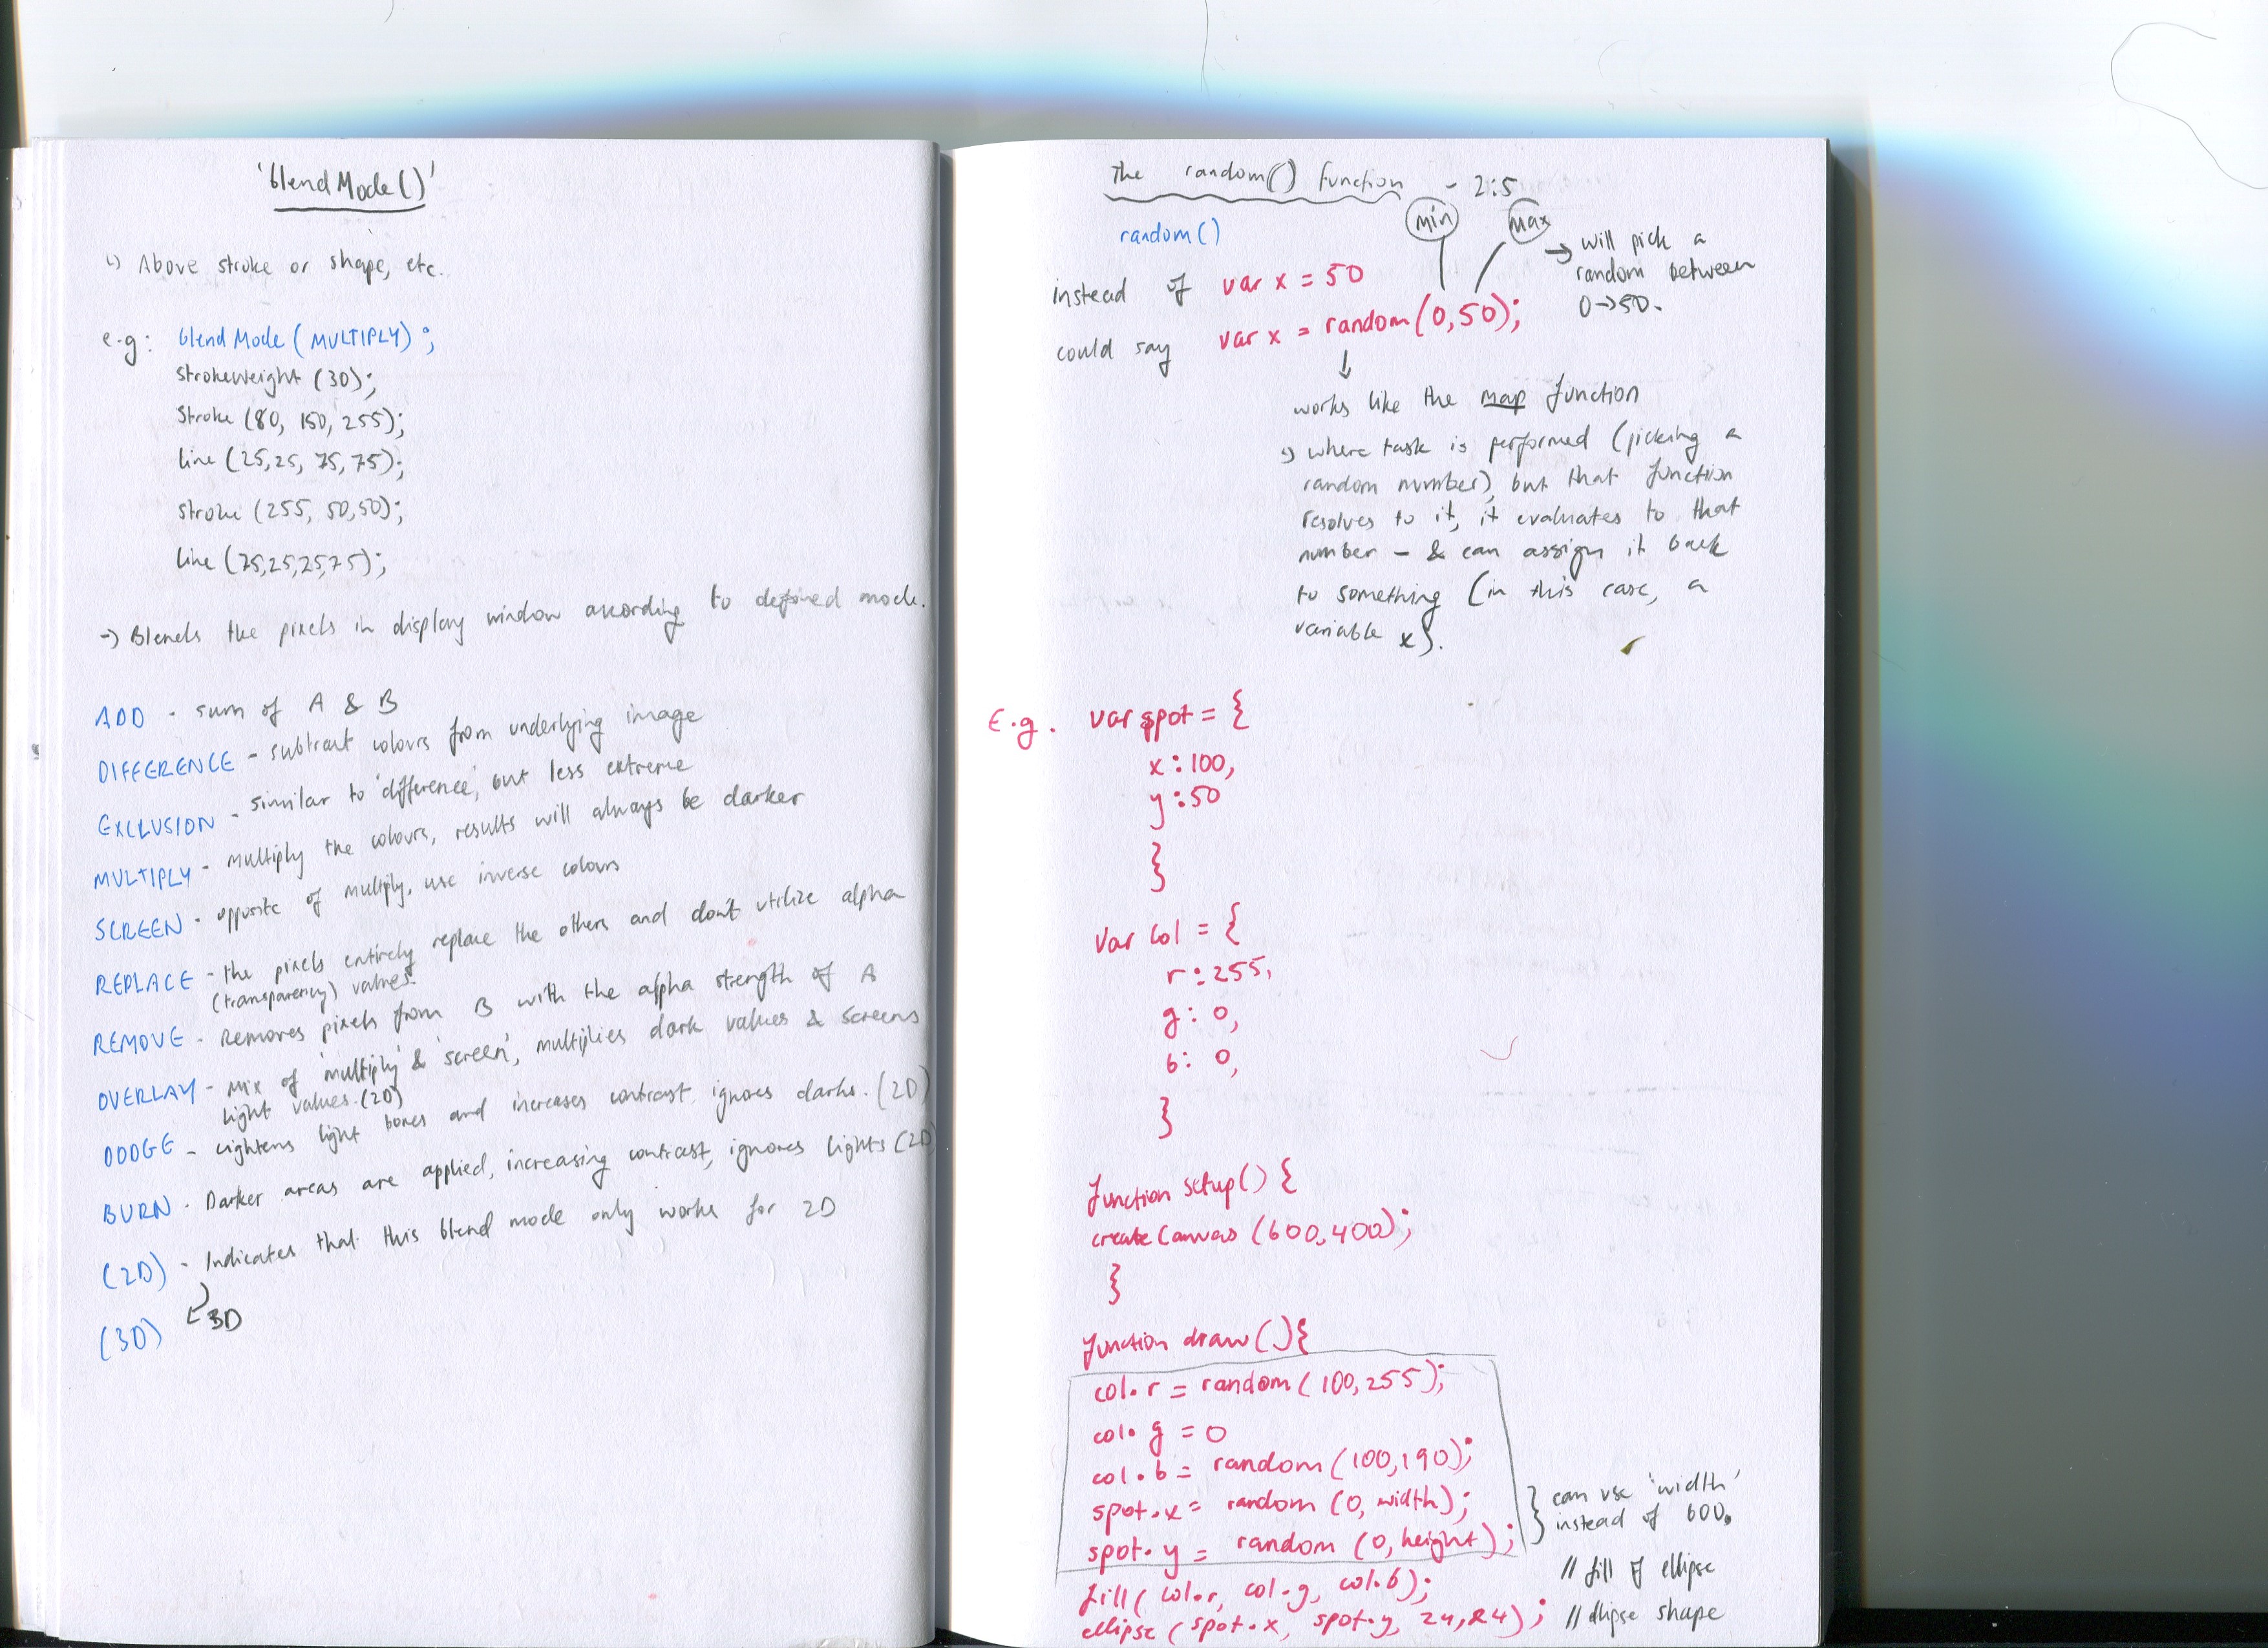 'blendMode()'
↳ Above stroke or shape, etc.
e.g: blendMode (MULTIPLY);
strokeweight (30);
Stroke (80, 150, 255);
line (25,25, 75,75);
stroke (255, 50,50);
line (75,25,25,75);
→ Blends the pixels in display window according to defined mode.
ADD - sum of A & B
DIFFERENCE - subtract colours from underlying image
EXCLUSION - similar to 'difference', but less extreme
MULTIPLY - multiply the colours, results will always be darker
SCREEN - opposite of multiply, use inverse colours
REPLACE - the pixels entirely replace the others and don't utilize alpha
(transparency) values.
REMOVE - Removes pixels from B with the alpha strength of A
OVERLAY - mix of 'multiply' & 'screen', multiplies dark values & screens
light values. (2D)
DODGE - Lightens light tones and increases contrast, ignores darks. (2D)
BURN - Darker areas are applied, increasing contrast, ignores lights (2D)
(2D) - Indicates that this blend mode only works for 2D
(3D) 3D
The random() function - 2:5
random() min max
→ will pick a
random between
0→50.
instead of var x = 50
could say var x = random(0,50);
↓
works like the map function
↳ where task is performed (picking a
random number), but that function
resolves to it, it evaluates to that
number - & can assign it back
to something (in this case, a
variable x).
E.g. var spot = {
x : 100,
y : 50
}
var col = {
r : 255,
g : 0,
b : 0,
}
function setup() {
createCanvas (600,400);
}
function draw(){
col.r = random(100,255);
col.g = 0
col.b = random(100,190);
spot.x = random (0, width);
spot.y = random (0, height);
} can use 'width'
instead of 600.
fill( col.r, col.g, col.b); // fill of ellipse
ellipse (spot.x, spot.y, 24,24); // ellipse shape